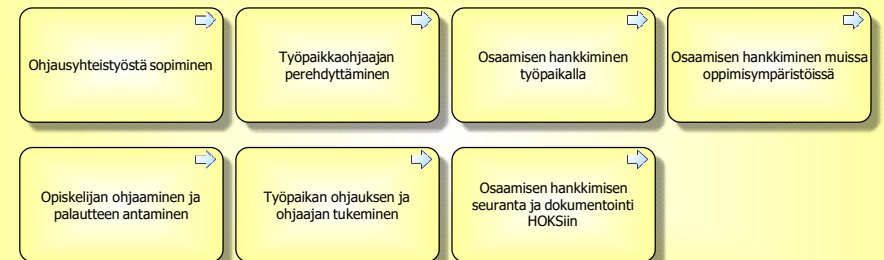 Ohjausyhteistyöstä sopiminen
Työpaikkaohjaajan
perehdyttäminen
Osaamisen hankkiminen
työpaikalla
Osaamisen hankkiminen muissa
oppimisympäristöissä
Opiskelijan ohjaaminen ja
palautteen antaminen
Työpaikan ohjauksen ja
ohjaajan tukeminen
Osaamisen hankkimisen
seuranta ja dokumentointi
HOKSiin